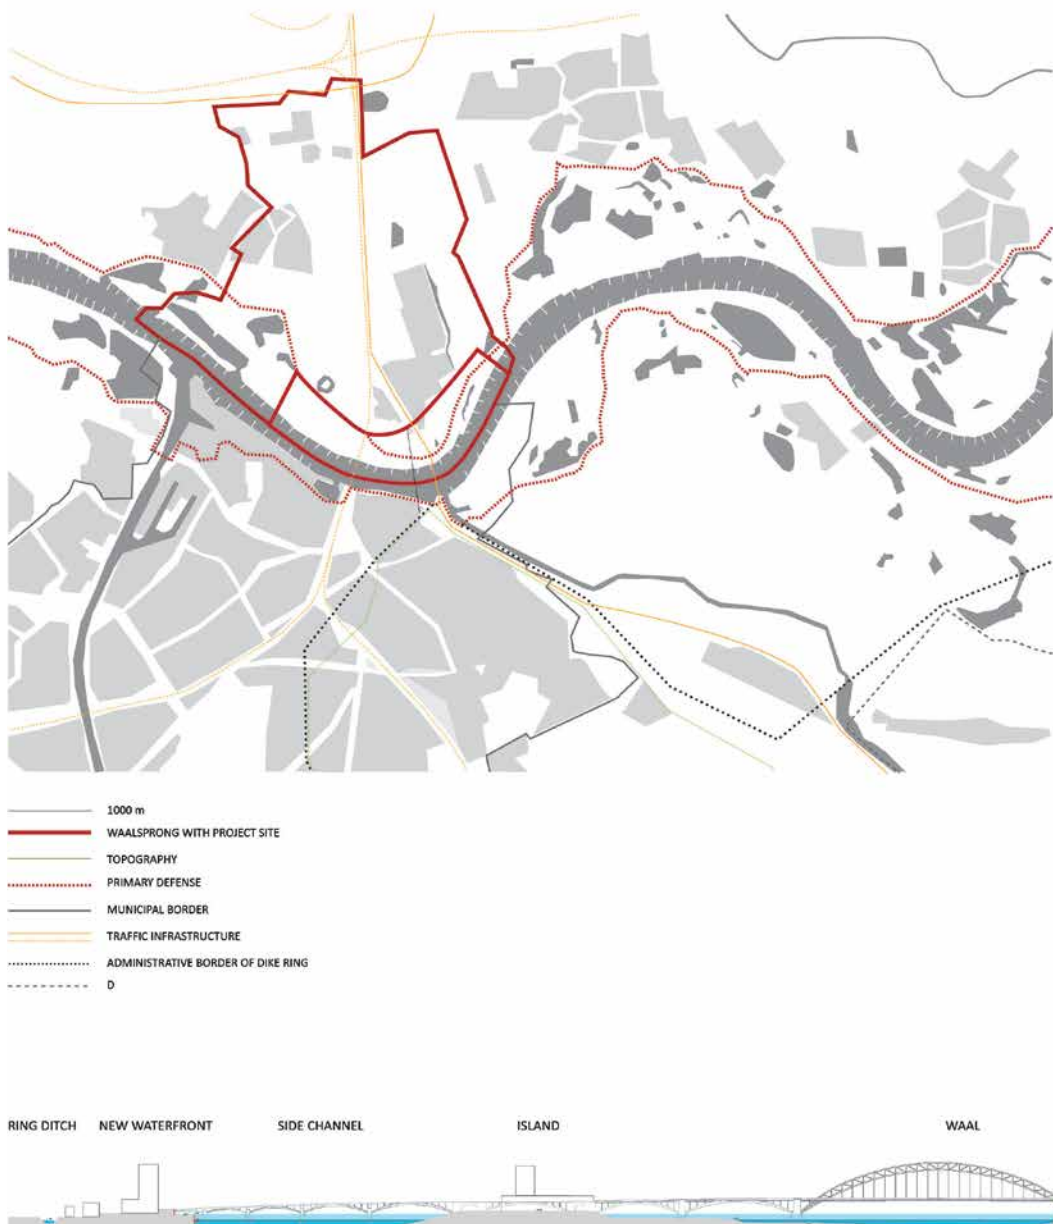 1000 m
WAALSPRONG WITH PROJECT SITE
TOPOGRAPHY
PRIMARY DEFENSE
MUNICIPAL BORDER
TRAFFIC INFRASTRUCTURE
ADMINISTRATIVE BORDER OF DIKE RING
D
RING DITCH NEW WATERFRONT SIDE CHANNEL ISLAND WAAL